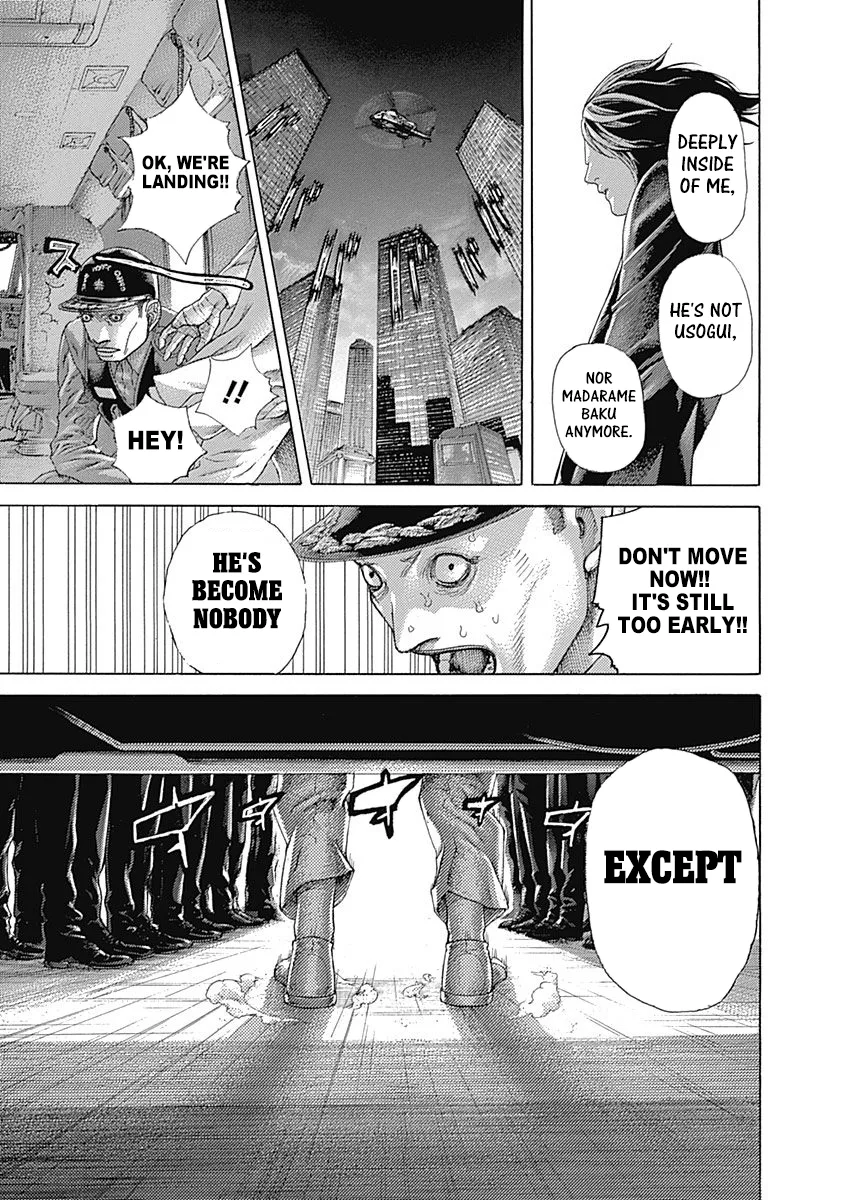 DEEPLY
INSIDE
OF ME,
HE'S NOT
USOGUI,
NOR
MADARAME
BAKU
ANYMORE.
OK, WE'RE
LANDING!!
ス
!!
HEY!
DON'T MOVE
NOW!!
IT'S STILL
TOO EARLY!!
HE'S
BECOME
NOBODY
EXCEPT